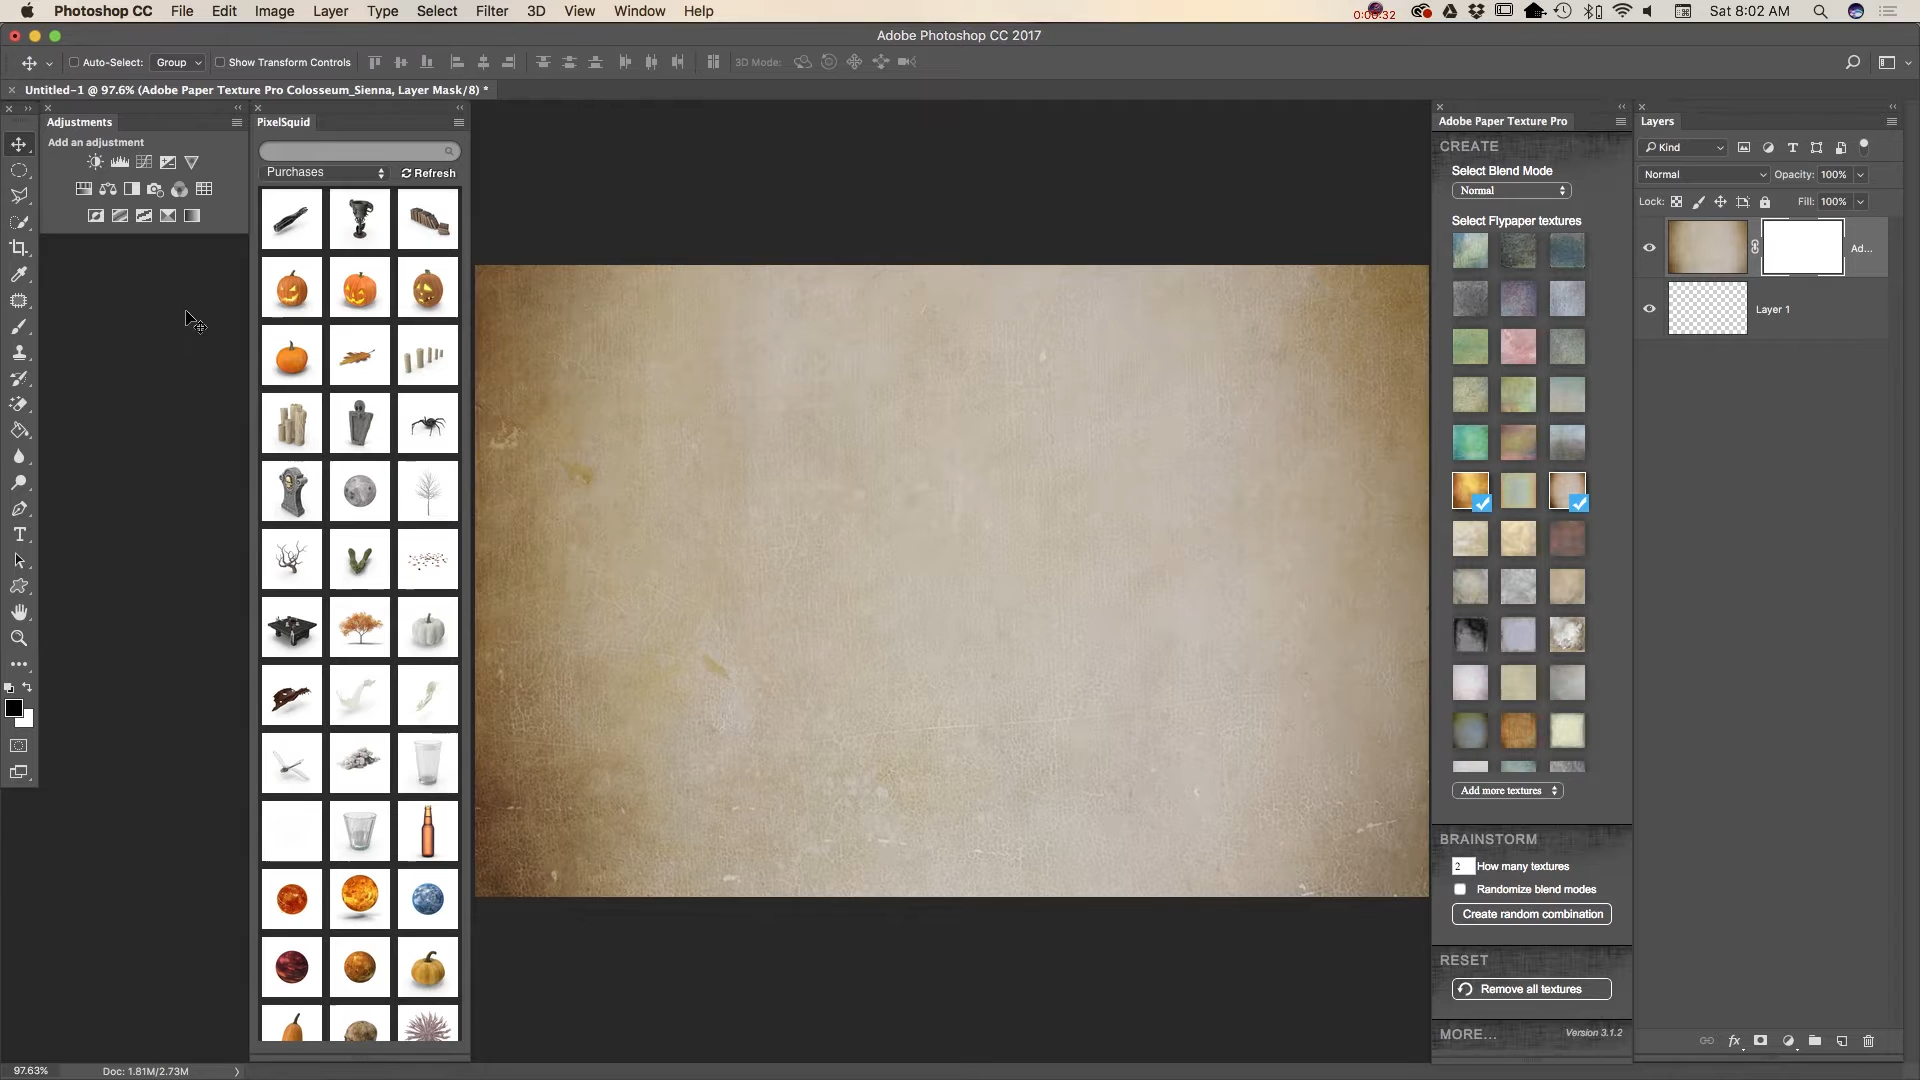 Photoshop CC File Edit Image Layer Type Select Filter 3D View Window Help
0:00:32 Sat 8:02 AM
Adobe Photoshop CC 2017
Auto-Select: Group Show Transform Controls 3D Mode:
Untitled-1 @ 97.6% (Adobe Paper Texture Pro Colosseum_Sienna, Layer Mask/8) *
Adjustments
Add an adjustment
PixelSquid
Purchases Refresh
Adobe Paper Texture Pro
CREATE
Select Blend Mode
Normal
Select Flypaper textures
Add more textures
BRAINSTORM
2 How many textures
Randomize blend modes
Create random combination
RESET
Remove all textures
MORE... Version 3.1.2
Layers
Kind
Normal Opacity: 100%
Lock: Fill: 100%
Ad...
Layer 1
97.63% Doc: 1.81M/2.73M